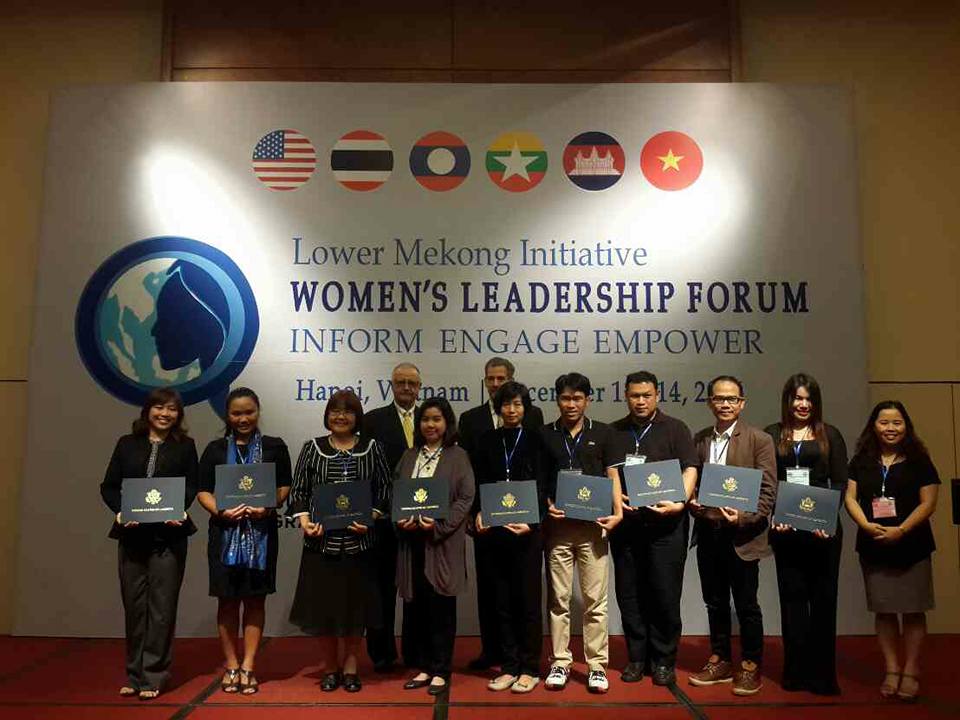 Lower Mekong Initiative
WOMEN'S LEADERSHIP FORUM
INFORM ENGAGE EMPOWER
Hanoi, Vietnam |